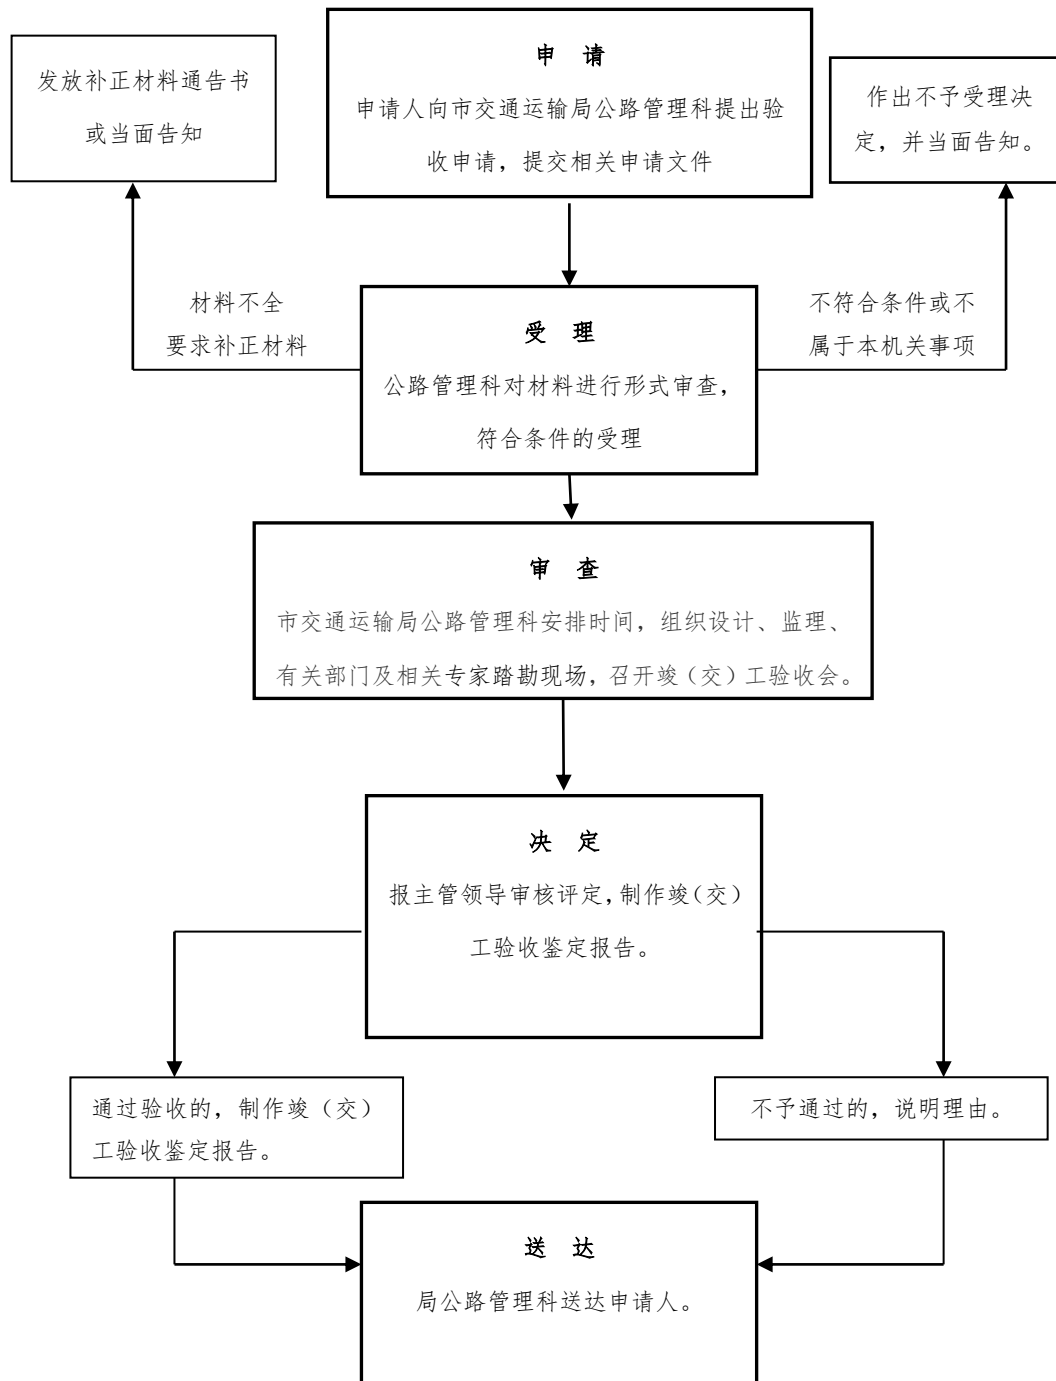 申 请
申请人向市交通运输局公路管理科提出验
收申请，提交相关申请文件
发放补正材料通告书
或当面告知
作出不予受理决
定，并当面告知。
材料不全
要求补正材料
不符合条件或不
属于本机关事项
受 理
公路管理科对材料进行形式审查，
符合条件的受理
审 查
市交通运输局公路管理科安排时间，组织设计、监理、
有关部门及相关专家踏勘现场，召开竣（交）工验收会。
决 定
报主管领导审核评定，制作竣（交）
工验收鉴定报告。
通过验收的，制作竣（交）
工验收鉴定报告。
不予通过的，说明理由。
送 达
局公路管理科送达申请人。